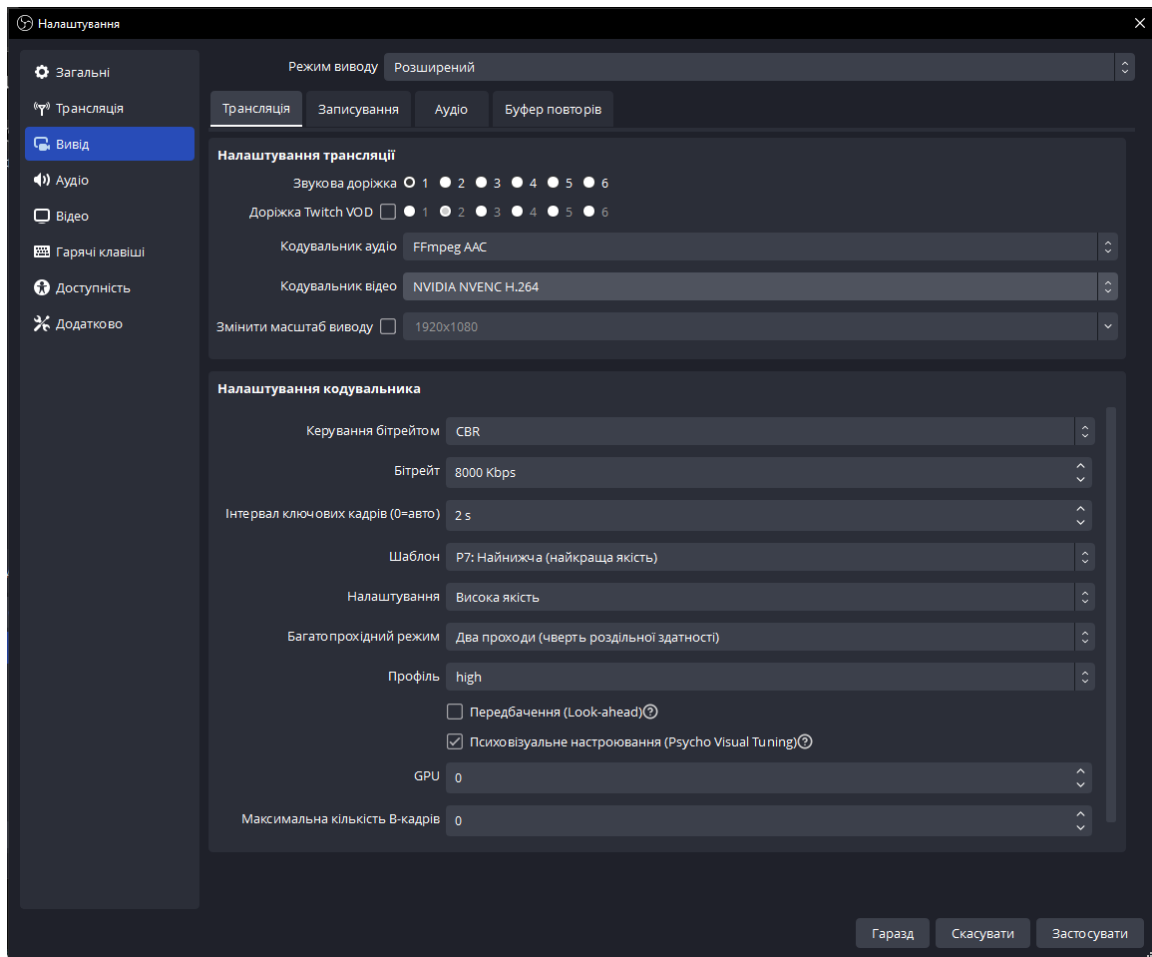 Налаштування
Загальні
Трансляція
Вивід
Аудіо
Відео
Гарячі клавіші
Доступність
Додатково
Режим виводу Розширений
Трансляція Записування Аудіо Буфер повторів
Налаштування трансляції
Звукова доріжка 1 2 3 4 5 6
Доріжка Twitch VOD 1 2 3 4 5 6
Кодувальник аудіо FFmpeg AAC
Кодувальник відео NVIDIA NVENC H.264
Змінити масштаб виводу 1920x1080
Налаштування кодувальника
Керування бітрейтом CBR
Бітрейт 8000 Kbps
Інтервал ключових кадрів (0=авто) 2 s
Шаблон P7: Найнижча (найкраща якість)
Налаштування Висока якість
Багатопрохідний режим Два проходи (чверть роздільної здатності)
Профіль high
Передбачення (Look-ahead)
Психовізуальне настроювання (Psycho Visual Tuning)
GPU 0
Максимальна кількість B-кадрів 0
Гаразд Скасувати Застосувати